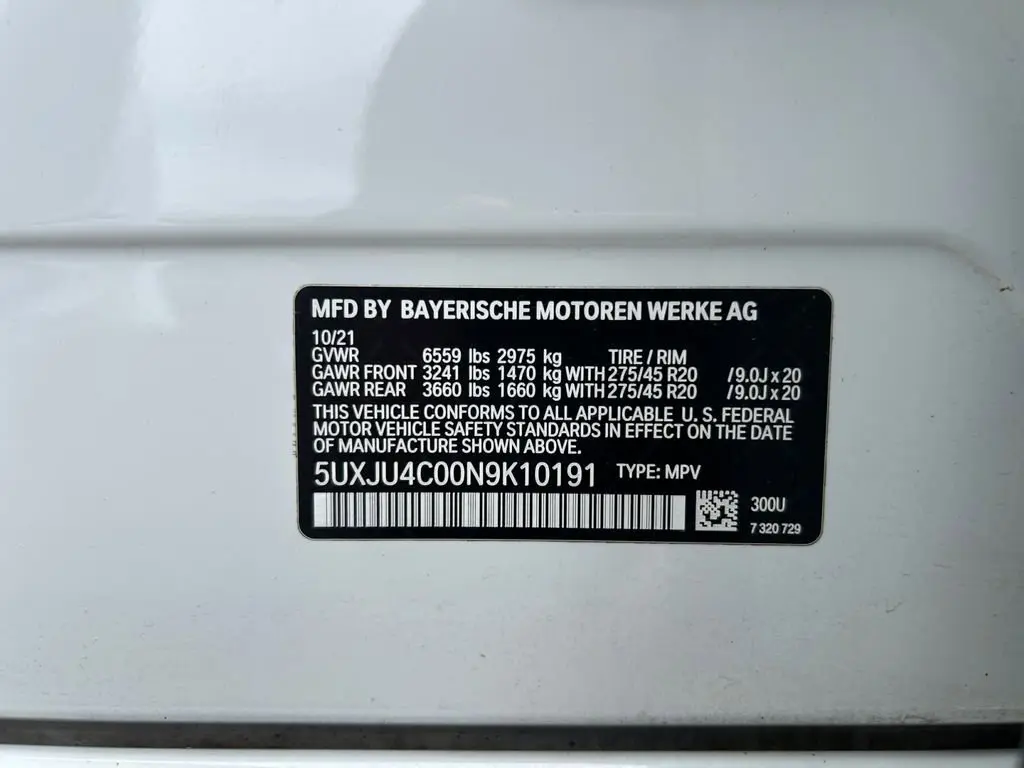 MFD BY BAYERISCHE MOTOREN WERKE AG
10/21
GVWR 6559 lbs 2975 kg TIRE / RIM
GAWR FRONT 3241 lbs 1470 kg WITH 275/45 R20 /9.0J x 20
GAWR REAR 3660 lbs 1660 kg WITH 275/45 R20 /9.0J x 20
THIS VEHICLE CONFORMS TO ALL APPLICABLE U. S. FEDERAL
MOTOR VEHICLE SAFETY STANDARDS IN EFFECT ON THE DATE
OF MANUFACTURE SHOWN ABOVE.
5UXJU4C00N9K10191 TYPE: MPV
300U
7 320 729